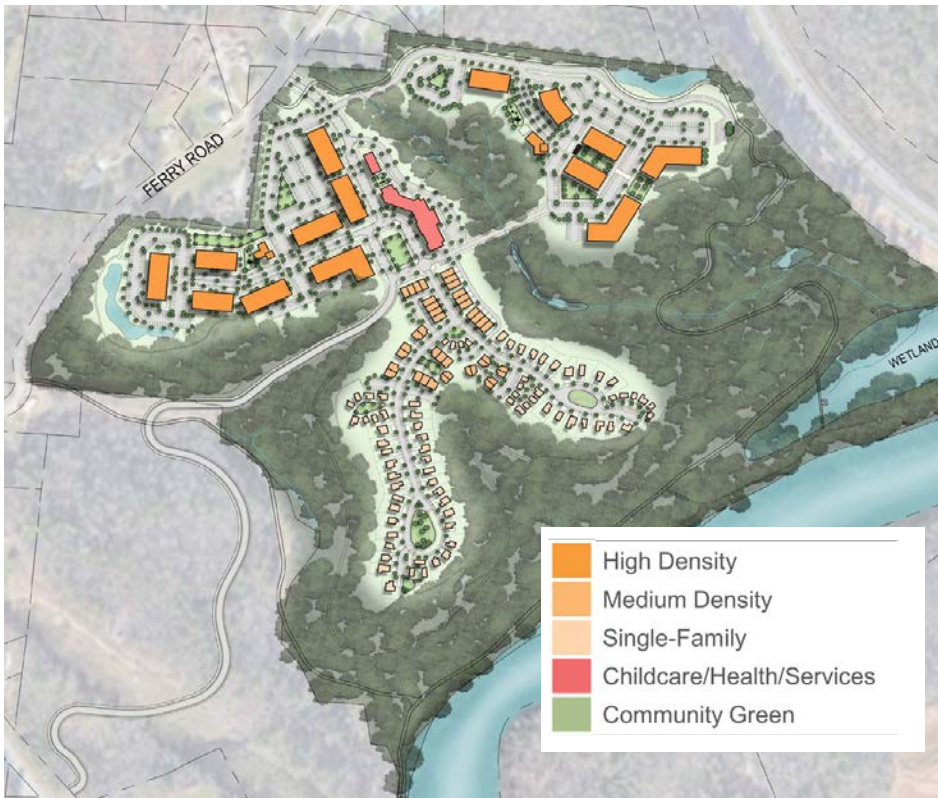 FERRY ROAD
WETLAND
High Density
Medium Density
Single-Family
Childcare/Health/Services
Community Green